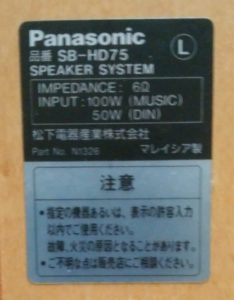 Panasonic
品番 SB-HD75
SPEAKER SYSTEM
L
IMPEDANCE: 6Ω
INPUT: 100W (MUSIC)
50W (DIN)
松下電器産業株式会社
Part No. N1326 マレイシア製
注意
•指定の機器あるいは、表示の許容入力
以内でご使用ください。
故障、火災の原因となることがあります。
•ご不明な点は販売店にご相談ください。